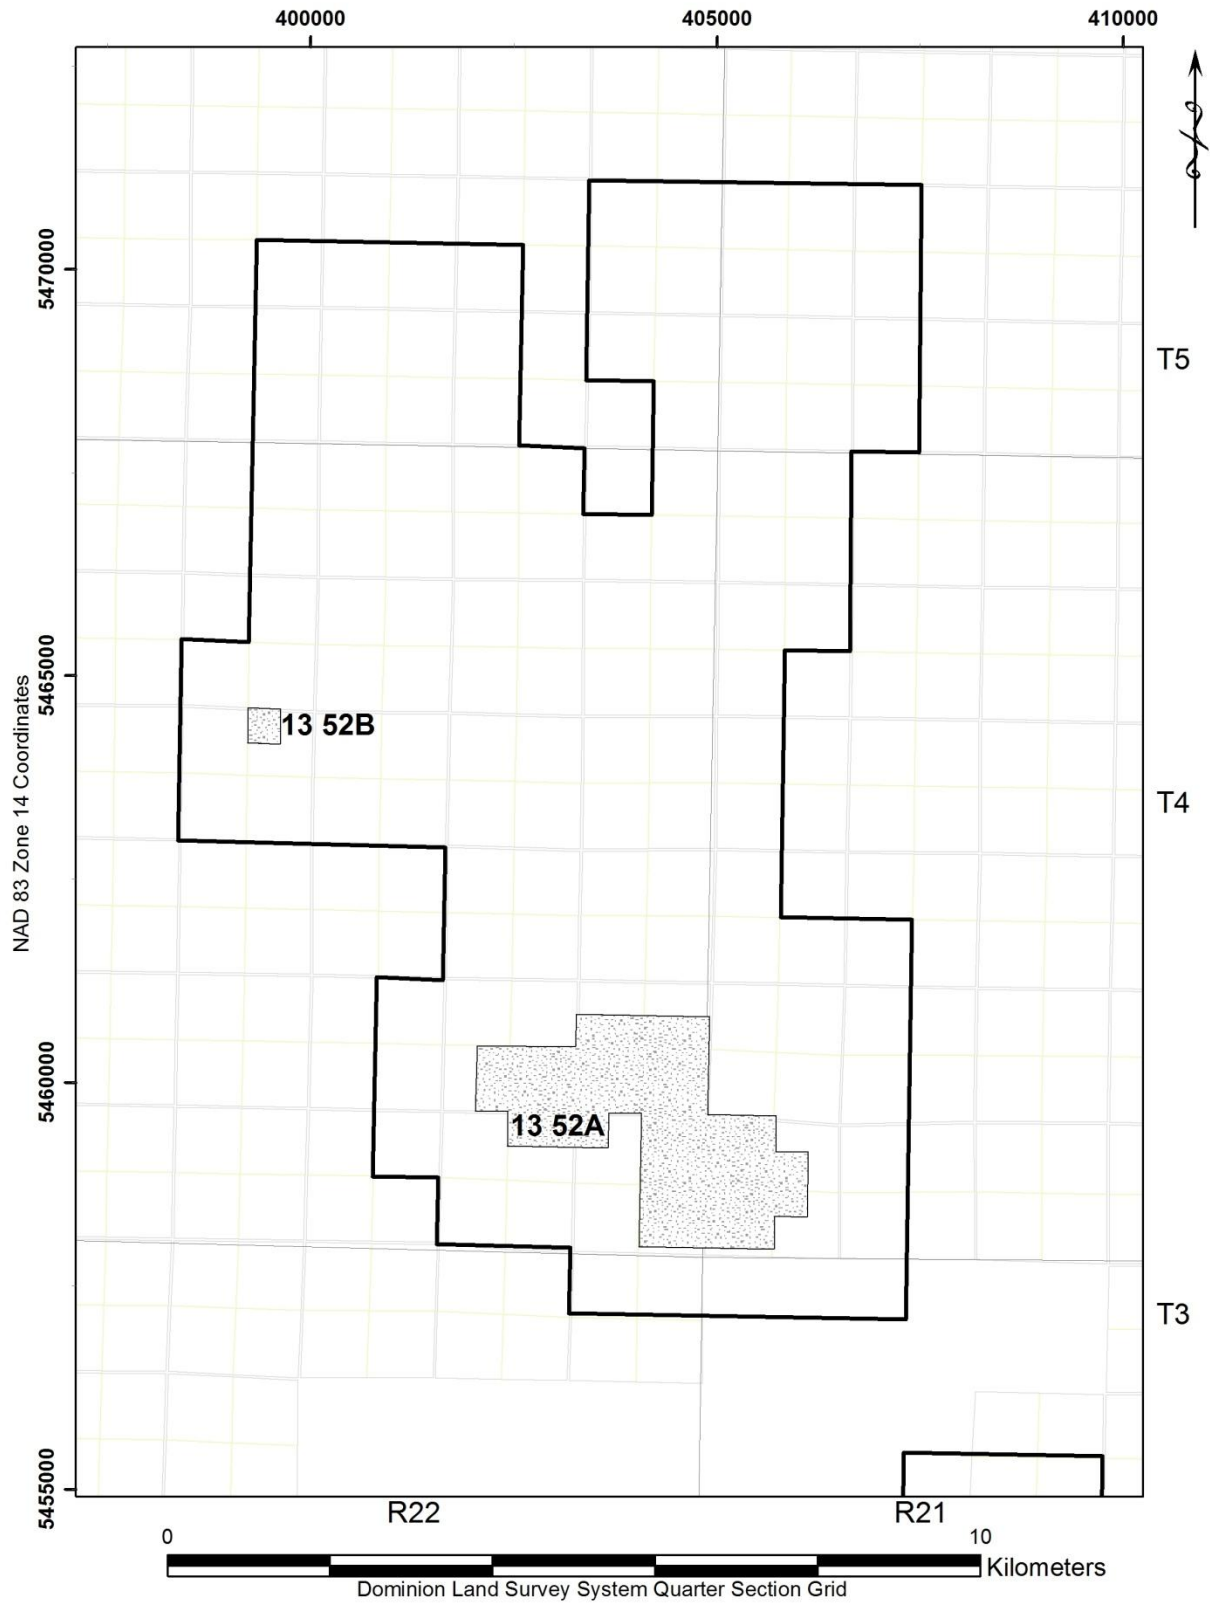 400000 405000 410000
5470000
T5
5465000
13 52B
NAD 83 Zone 14 Coordinates
T4
5460000
13 52A
T3
5455000
R22 R21
0 10
Kilometers
Dominion Land Survey System Quarter Section Grid